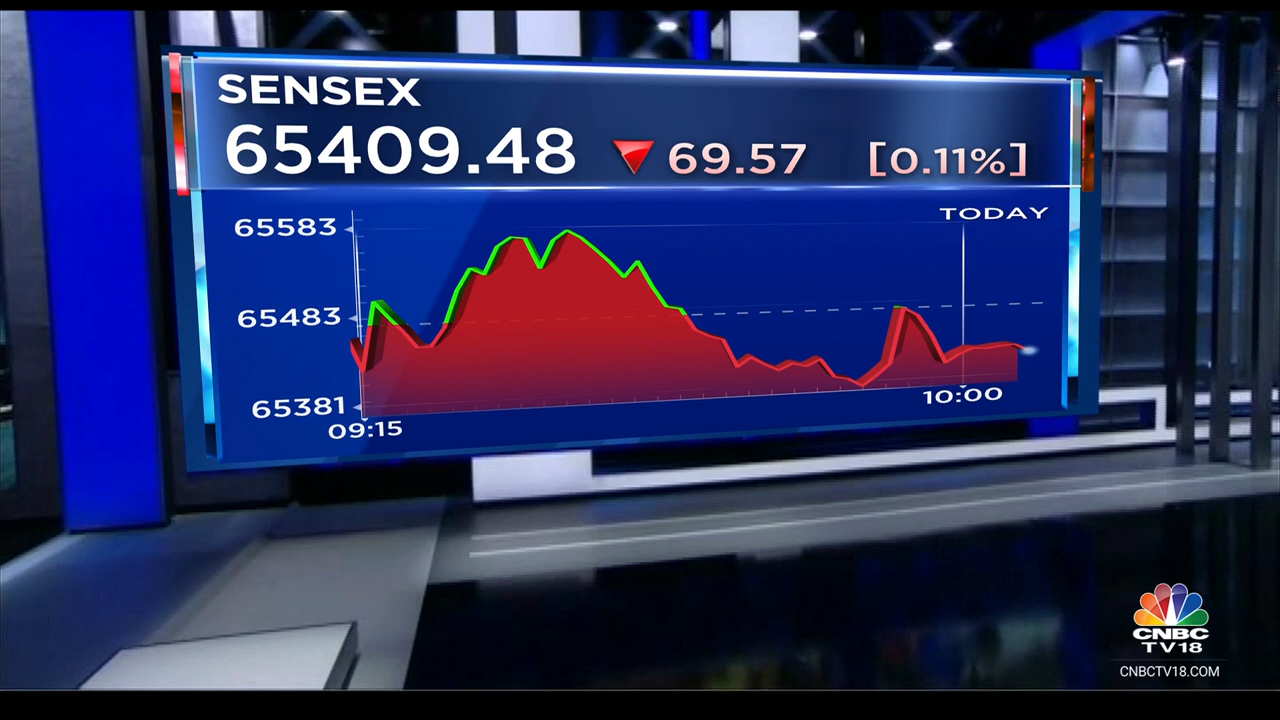 SENSEX
65409.48 ▼ 69.57 [0.11%]
TODAY
65583
65483
65381
09:15
10:00
CNBC
TV18
CNBCTV18.COM